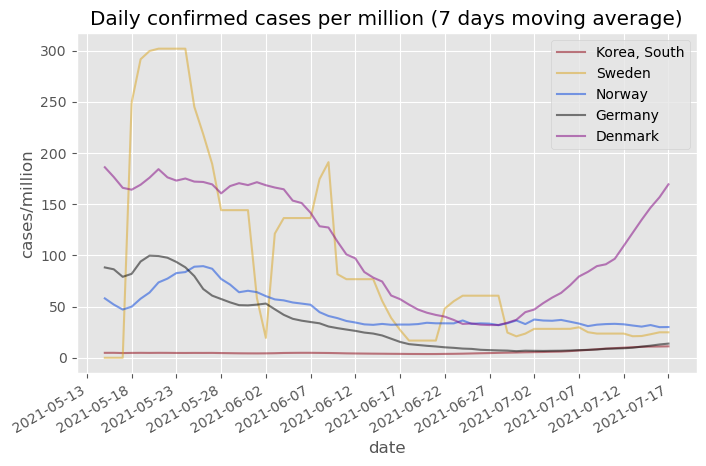 Daily confirmed cases per million (7 days moving average)
Korea, South
Sweden
Norway
Germany
Denmark
300
250
200
150
100
50
0
cases/million
2021-05-13
2021-05-18
2021-05-23
2021-05-28
2021-06-02
2021-06-07
2021-06-12
2021-06-17
2021-06-22
2021-06-27
2021-07-02
2021-07-07
2021-07-12
2021-07-17
date